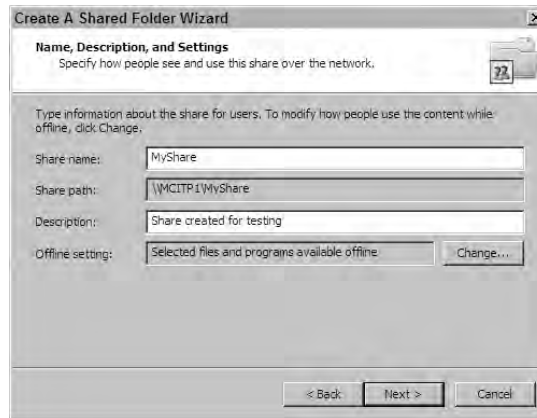 Create A Shared Folder Wizard
Name, Description, and Settings
Specify how people see and use this share over the network.
Type information about the share for users. To modify how people use the content while
offline, click Change.
Share name: MyShare
Share path: \\MCITP1\MyShare
Description: Share created for testing
Offline setting: Selected files and programs available offline Change...
< Back Next > Cancel